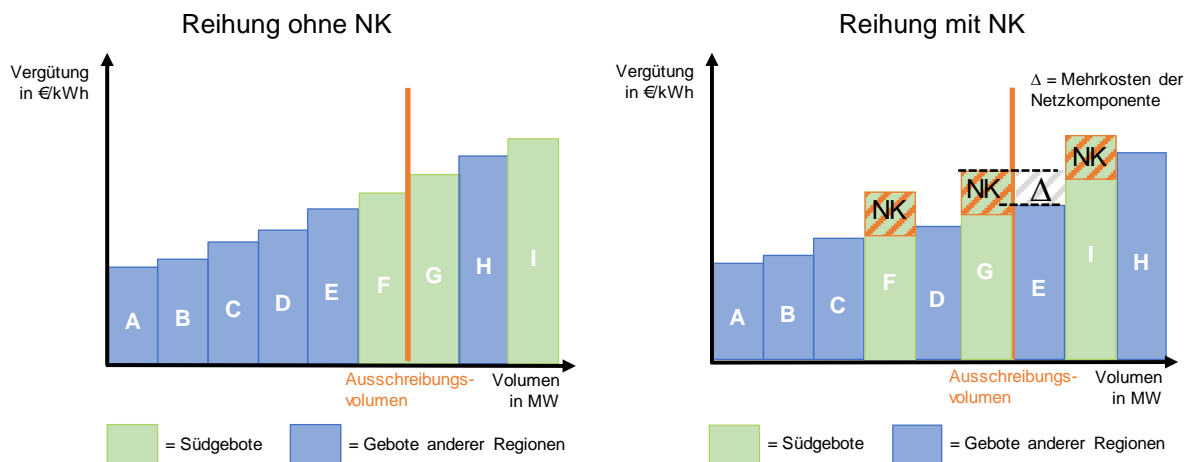 Reihung ohne NK
Vergütung
in €/kWh
A
B
C
D
E
F
G
H
I
Ausschreibungs-
volumen
Volumen
in MW
= Südgebote
= Gebote anderer Regionen
Reihung mit NK
Vergütung
in €/kWh
Δ = Mehrkosten der
Netzkomponente
NK
NK
Δ
NK
A
B
C
F
D
G
E
I
H
Ausschreibungs-
volumen
Volumen
in MW
= Südgebote
= Gebote anderer Regionen